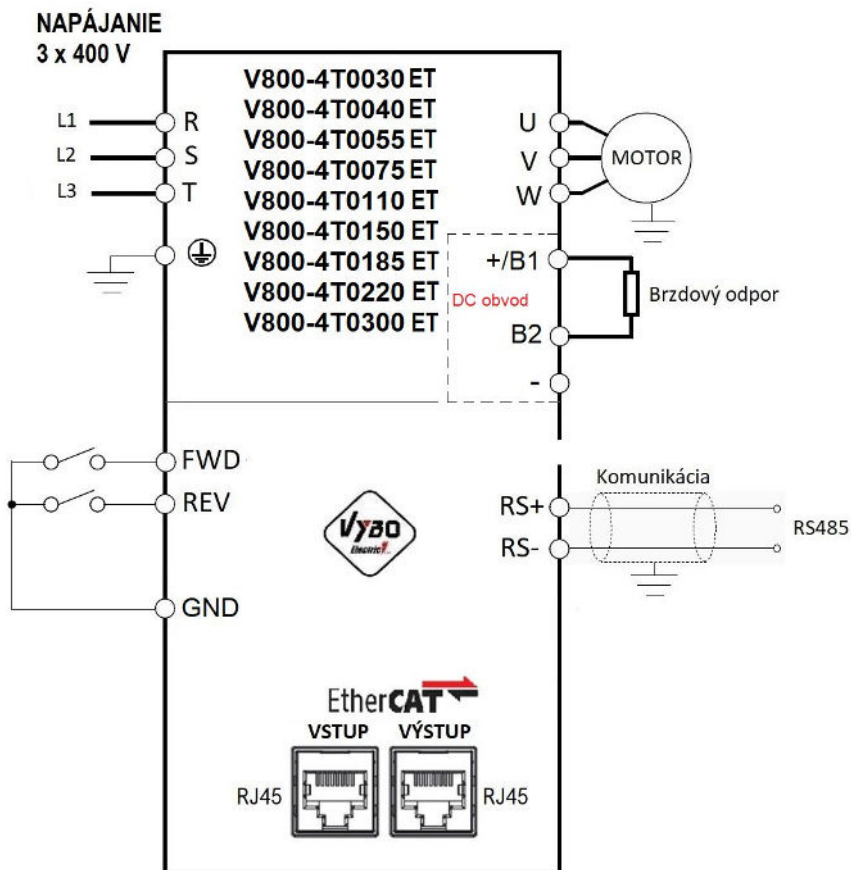 NAPÁJANIE
3 x 400 V
V800-4T0030 ET
V800-4T0040 ET
V800-4T0055 ET
V800-4T0075 ET
V800-4T0110 ET
V800-4T0150 ET
V800-4T0185 ET
V800-4T0220 ET
V800-4T0300 ET
L1
R
L2
S
L3
T
U
V
W
MOTOR
+/B1
DC obvod
B2
-
Brzdový odpor
FWD
REV
GND
VYBO
Electric
Komunikácia
RS+
RS-
RS485
EtherCAT
VSTUP
VÝSTUP
RJ45
RJ45